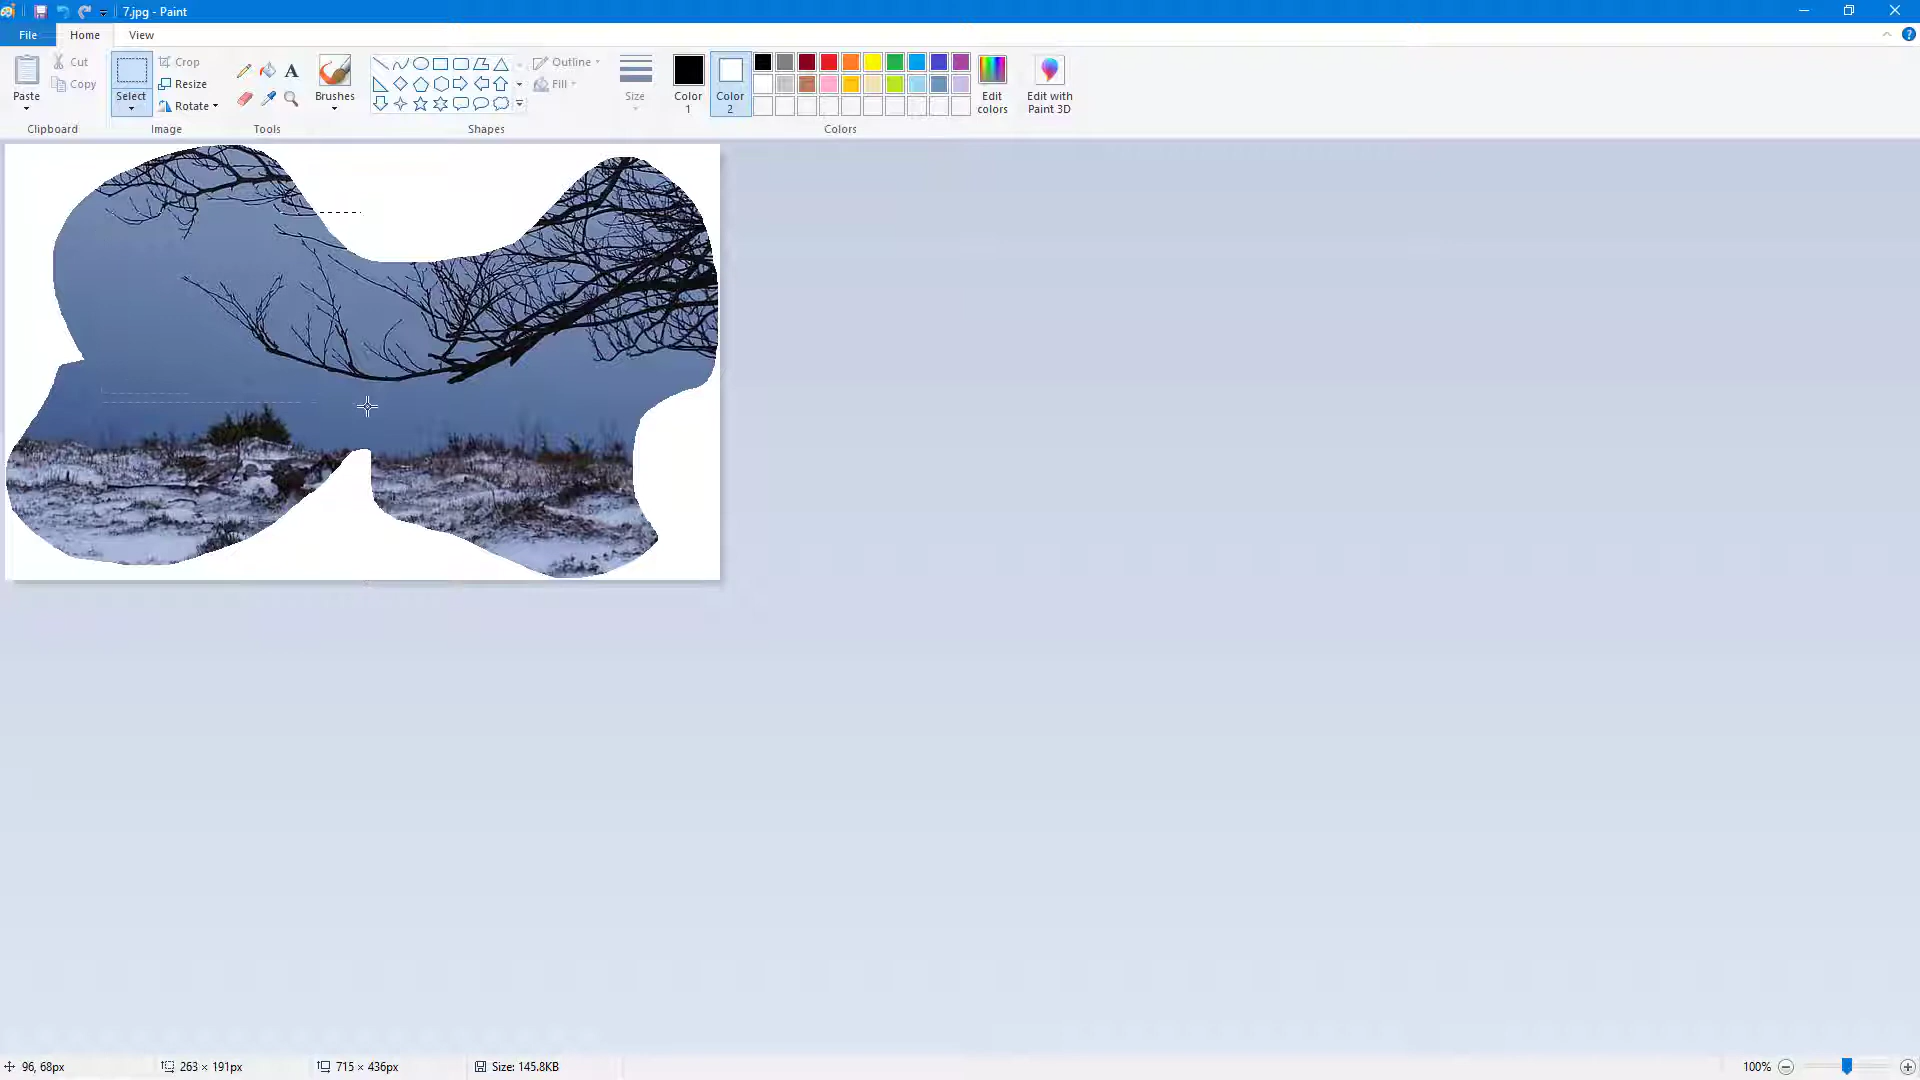 7.jpg - Paint
File
Home
View
Paste
Cut
Copy
Clipboard
Select
Crop
Resize
Rotate
Image
Tools
Brushes
Shapes
Outline
Fill
Size
Color
1
Color
2
Edit
colors
Edit with
Paint 3D
Colors
96, 68px
263 × 191px
715 × 436px
Size: 145.8KB
100%